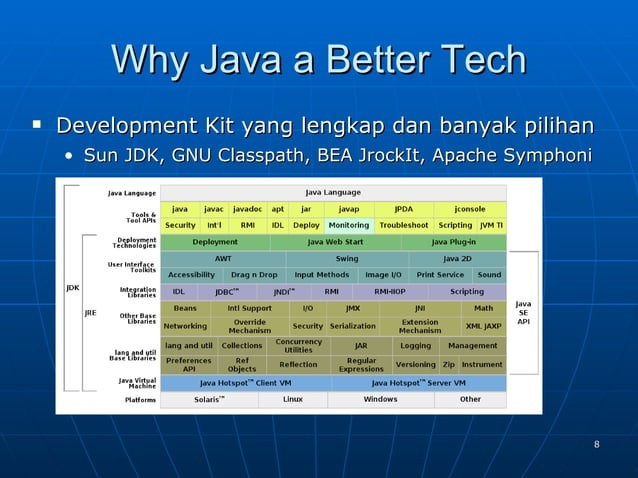 Why Java a Better Tech
Development Kit yang lengkap dan banyak pilihan
Sun JDK, GNU Classpath, BEA JrockIt, Apache Symphoni
Java Language Java Language
Tools & Tool APIs
java javac javadoc apt jar javap JPDA jconsole
Security Int'l RMI IDL Deploy Monitoring Troubleshoot Scripting JVM TI
Deployment Technologies
Deployment Java Web Start Java Plug-in
User Interface Toolkits
AWT Swing Java 2D
Accessibility Drag n Drop Input Methods Image I/O Print Service Sound
Integration Libraries
IDL JDBC™ JNDI™ RMI RMI-IIOP Scripting
Other Base Libraries
Beans Intl Support I/O JMX JNI Math
Networking Override Mechanism Security Serialization Extension Mechanism XML JAXP
lang and util Base Libraries
lang and util Collections Concurrency Utilities JAR Logging Management
Preferences API Ref Objects Reflection Regular Expressions Versioning Zip Instrument
Java Virtual Machine
Java Hotspot™ Client VM Java Hotspot™ Server VM
Platforms Solaris™ Linux Windows Other
JDK
JRE
Java SE API
8